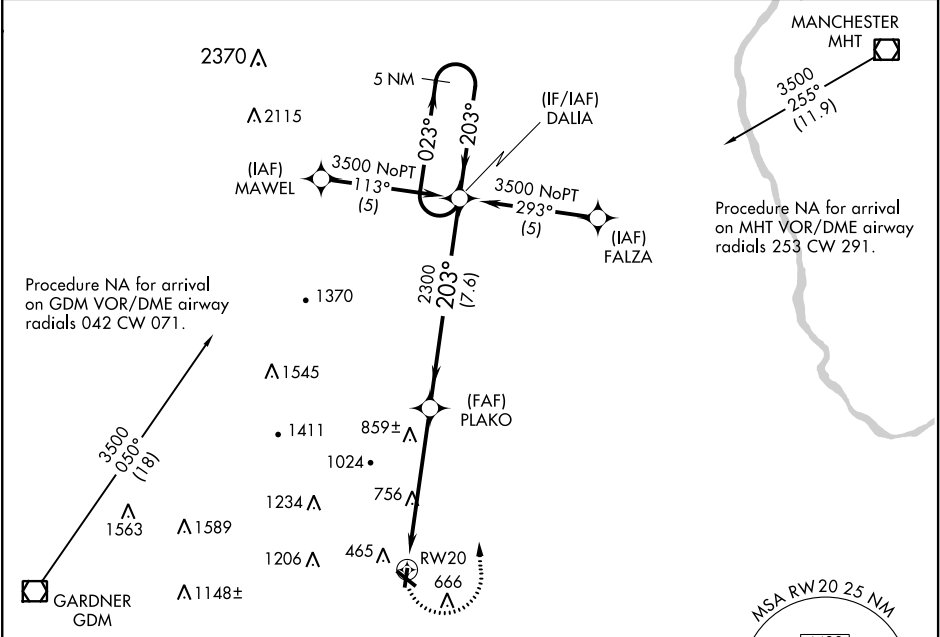 MANCHESTER
MHT
2370
5 NM
3500
255°
(11.9)
2115
(IF/IAF)
DALIA
023°
203°
(IAF)
MAWEL
3500 NoPT
113°
(5)
3500 NoPT
293°
(5)
(IAF)
FALZA
Procedure NA for arrival
on MHT VOR/DME airway
radials 253 CW 291.
Procedure NA for arrival
on GDM VOR/DME airway
radials 042 CW 071.
2300
203°
(7.6)
1370
1545
(FAF)
PLAKO
859±
1411
1024
3500
050°
(18)
756
1234
1563
1589
465
RW20
1206
666
1148±
GARDNER
GDM
MSA RW 20 25 NM